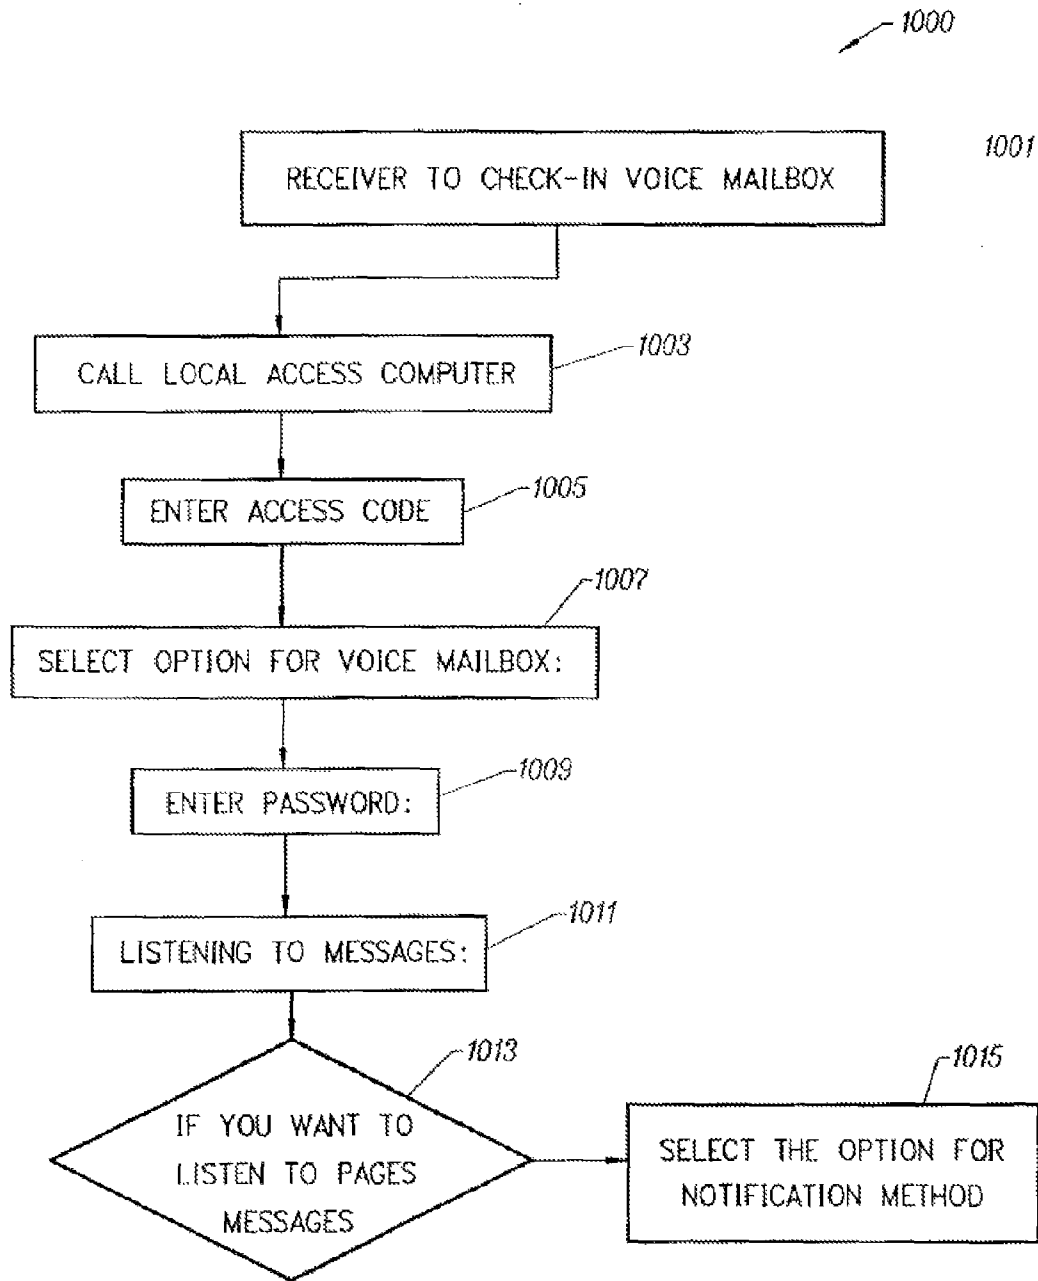 1000
1001
RECEIVER TO CHECK-IN VOICE MAILBOX
1003
CALL LOCAL ACCESS COMPUTER
1005
ENTER ACCESS CODE
1007
SELECT OPTION FOR VOICE MAILBOX:
1009
ENTER PASSWORD:
1011
LISTENING TO MESSAGES:
1013
IF YOU WANT TO
LISTEN TO PAGES
MESSAGES
1015
SELECT THE OPTION FOR
NOTIFICATION METHOD